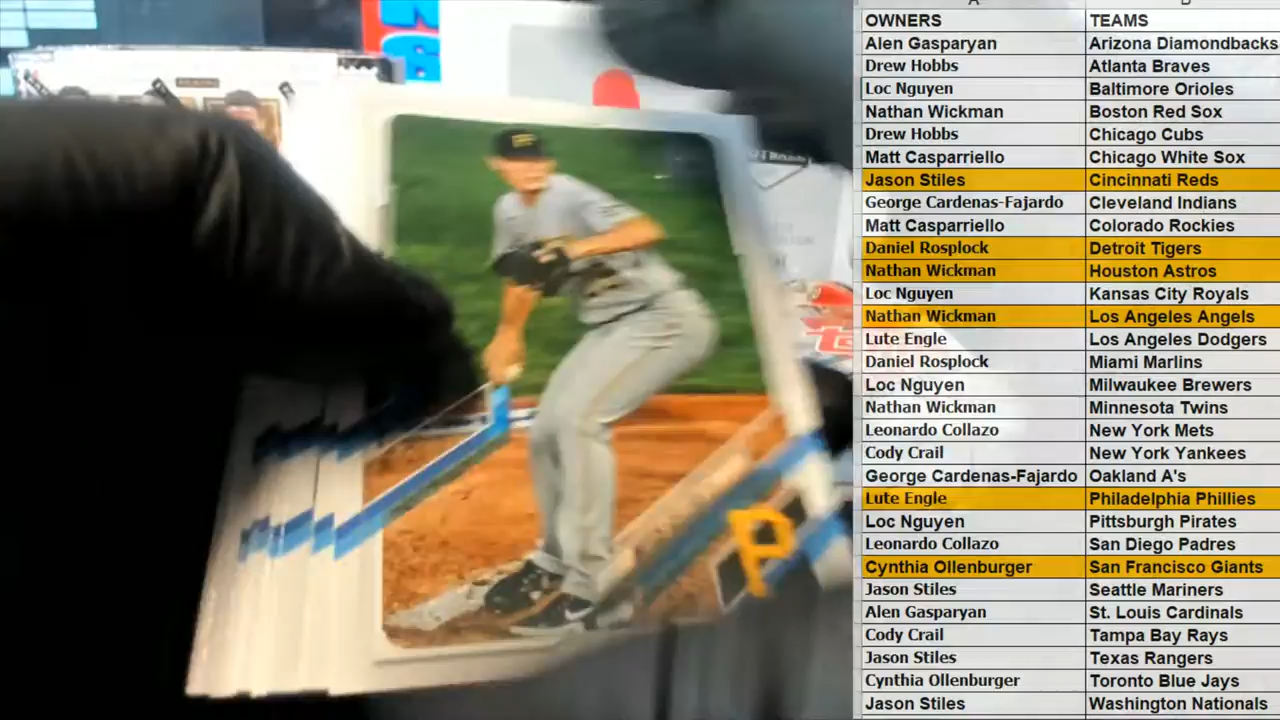 OWNERS TEAMS
Alen Gasparyan Arizona Diamondbacks
Drew Hobbs Atlanta Braves
Loc Nguyen Baltimore Orioles
Nathan Wickman Boston Red Sox
Drew Hobbs Chicago Cubs
Matt Casparriello Chicago White Sox
Jason Stiles Cincinnati Reds
George Cardenas-Fajardo Cleveland Indians
Matt Casparriello Colorado Rockies
Daniel Rosplock Detroit Tigers
Nathan Wickman Houston Astros
Loc Nguyen Kansas City Royals
Nathan Wickman Los Angeles Angels
Lute Engle Los Angeles Dodgers
Daniel Rosplock Miami Marlins
Loc Nguyen Milwaukee Brewers
Nathan Wickman Minnesota Twins
Leonardo Collazo New York Mets
Cody Crail New York Yankees
George Cardenas-Fajardo Oakland A's
Lute Engle Philadelphia Phillies
Loc Nguyen Pittsburgh Pirates
Leonardo Collazo San Diego Padres
Cynthia Ollenburger San Francisco Giants
Jason Stiles Seattle Mariners
Alen Gasparyan St. Louis Cardinals
Cody Crail Tampa Bay Rays
Jason Stiles Texas Rangers
Cynthia Ollenburger Toronto Blue Jays
Jason Stiles Washington Nationals
P